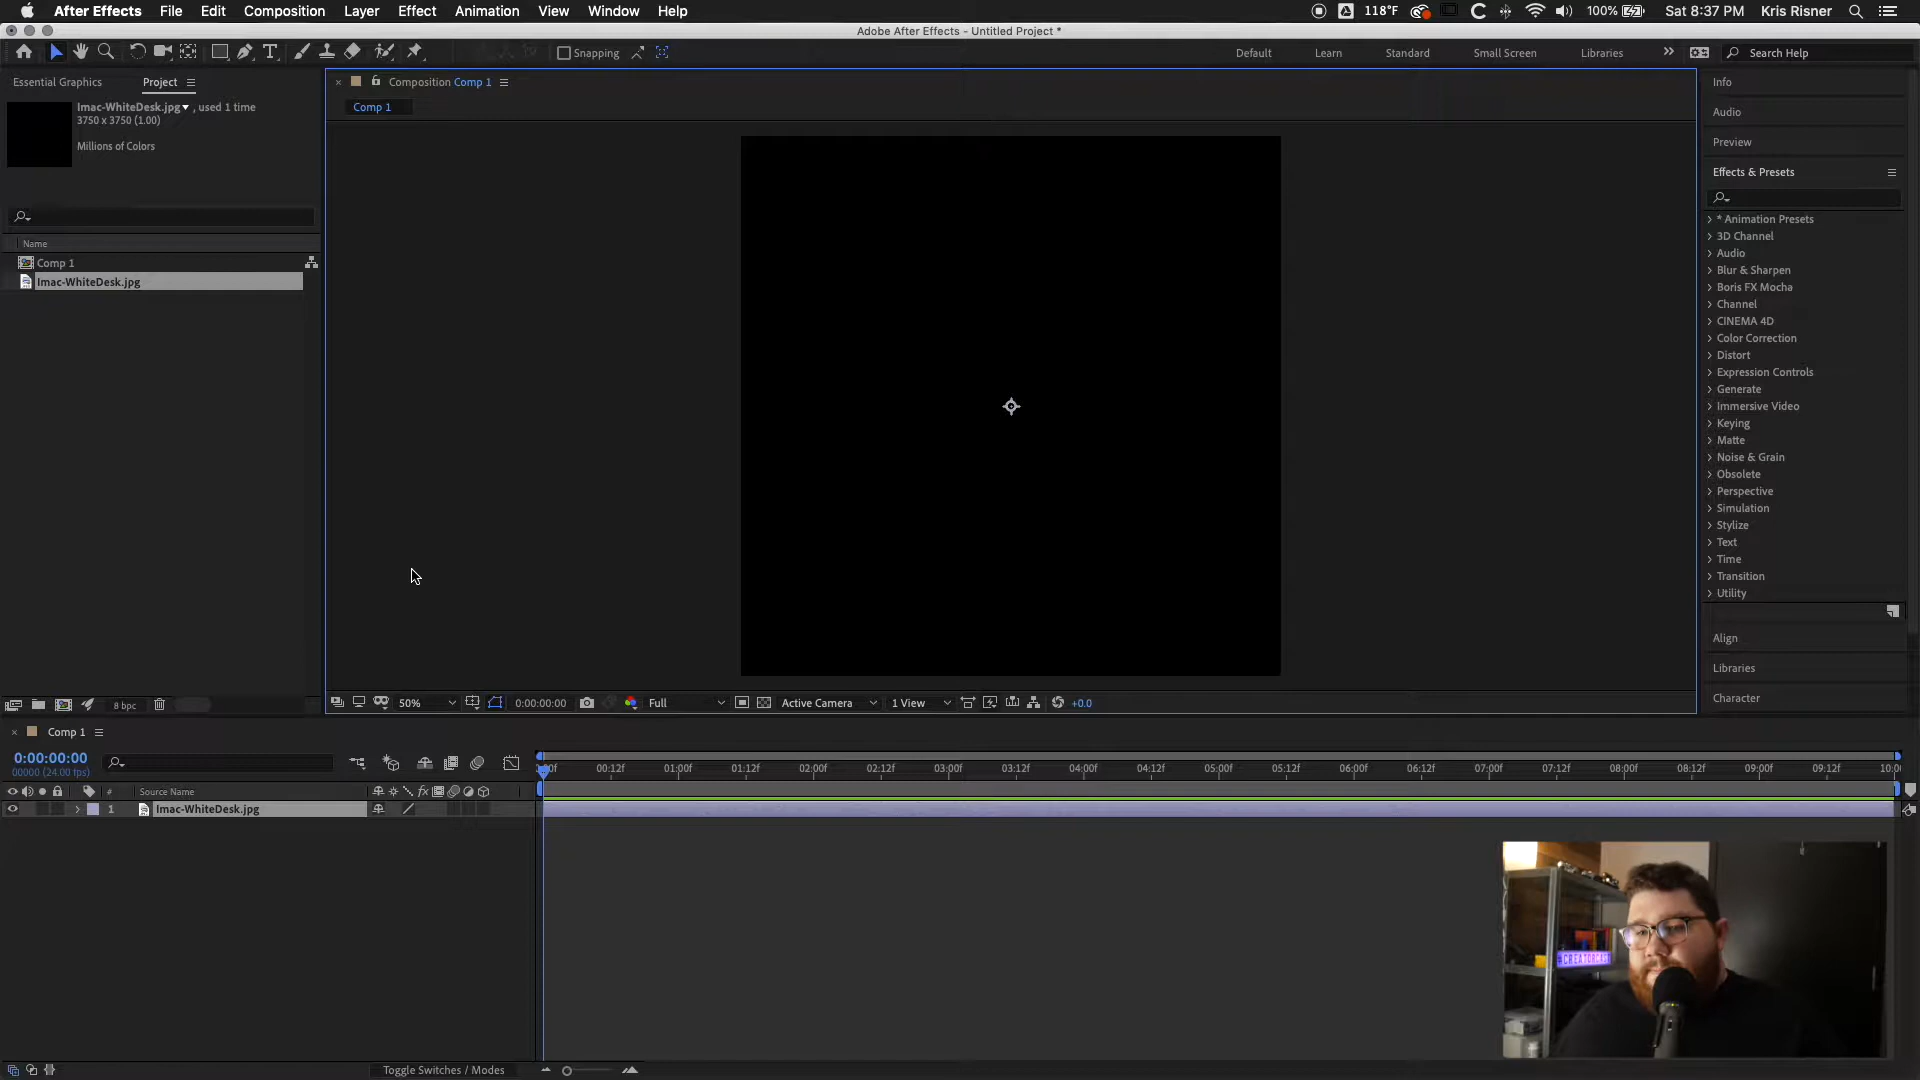 After Effects File Edit Composition Layer Effect Animation View Window Help 118°F 100% Sat 8:37 PM Kris Risner
Adobe After Effects - Untitled Project *
Snapping Default Learn Standard Small Screen Libraries Search Help
Essential Graphics Project
Composition Comp 1
Comp 1
Imac-WhiteDesk.jpg , used 1 time
3750 x 3750 (1.00)
Millions of Colors
Name
Comp 1
Imac-WhiteDesk.jpg
8 bpc
50% 0:00:00:00 Full Active Camera 1 View +0.0
Info
Audio
Preview
Effects & Presets
* Animation Presets
3D Channel
Audio
Blur & Sharpen
Boris FX Mocha
Channel
CINEMA 4D
Color Correction
Distort
Expression Controls
Generate
Immersive Video
Keying
Matte
Noise & Grain
Obsolete
Perspective
Simulation
Stylize
Text
Time
Transition
Utility
Align
Libraries
Character
Comp 1
0:00:00:00
00000 (24.00 fps)
00:12f 01:00f 01:12f 02:00f 02:12f 03:00f 03:12f 04:00f 04:12f 05:00f 05:12f 06:00f 06:12f 07:00f 07:12f 08:00f 08:12f 09:00f 09:12f
# Source Name
1 Imac-WhiteDesk.jpg
Toggle Switches / Modes